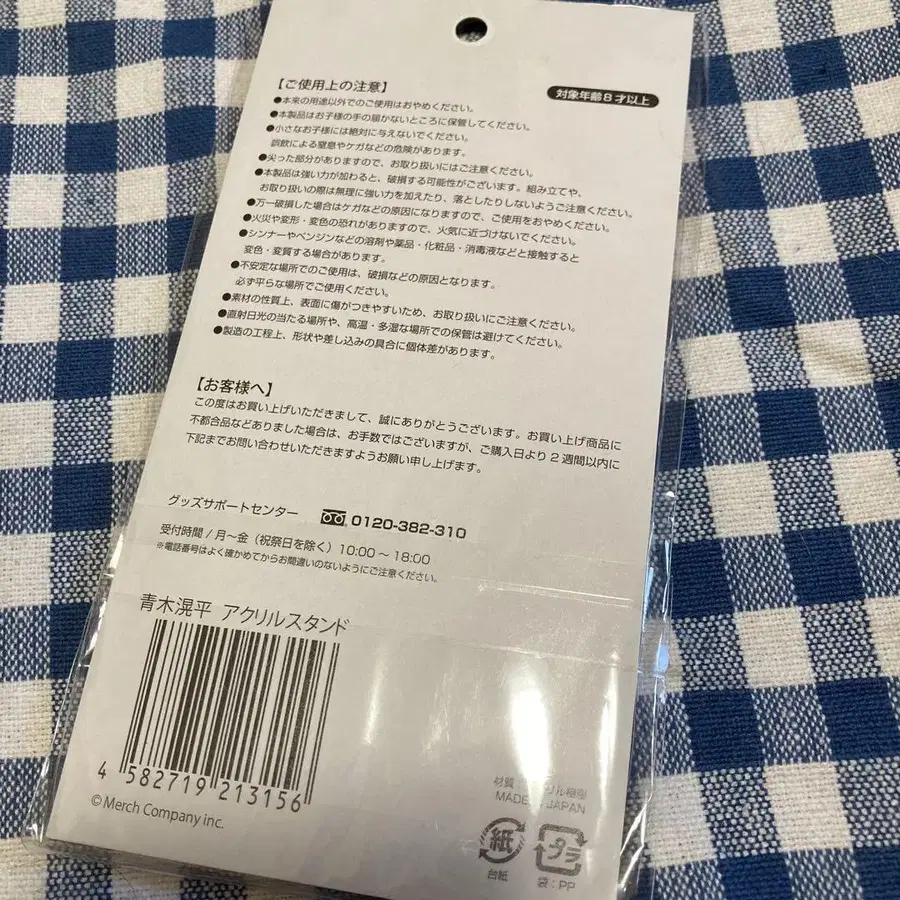 【ご使用上の注意】
対象年齢8才以上
●本来の用途以外でのご使用はおやめください。
●本製品はお子様の手の届かないところに保管してください。
●小さなお子様には絶対に与えないでください。
誤飲による窒息やケガなどの危険があります。
●尖った部分がありますので、お取り扱いにはご注意ください。
●本製品は強い力が加わると、破損する可能性がございます。組み立てや、
お取り扱いの際は無理に強い力を加えたり、落としたりしないようご注意ください。
●万一破損した場合はケガなどの原因になりますので、ご使用をおやめください。
●火災や変形・変色の恐れがありますので、火気に近づけないでください。
●シンナーやベンジンなどの溶剤や薬品・化粧品・消毒液などと接触すると
変色・変質する場合があります。
●不安定な場所でのご使用は、破損などの原因となります。
必ず平らな場所でご使用ください。
●素材の性質上、表面に傷がつきやすいため、お取り扱いにご注意ください。
●直射日光の当たる場所や、高温・多湿な場所での保管は避けてください。
●製造の工程上、形状や差し込みの具合に個体差があります。
【お客様へ】
この度はお買い上げいただきまして、誠にありがとうございます。お買い上げ商品に
不都合品などありました場合は、お手数ではございますが、ご購入日より2週間以内に
下記までお問い合わせいただきますようお願い申し上げます。
グッズサポートセンター 0120-382-310
受付時間/月～金（祝祭日を除く）10:00～18:00
※電話番号はよく確かめてからお間違いのないようにご注意ください。
青木滉平 アクリルスタンド
4 582719 213156
©Merch Company inc.
材質 リル樹脂
MADE JAPAN
紙
台紙
プラ
袋:PP